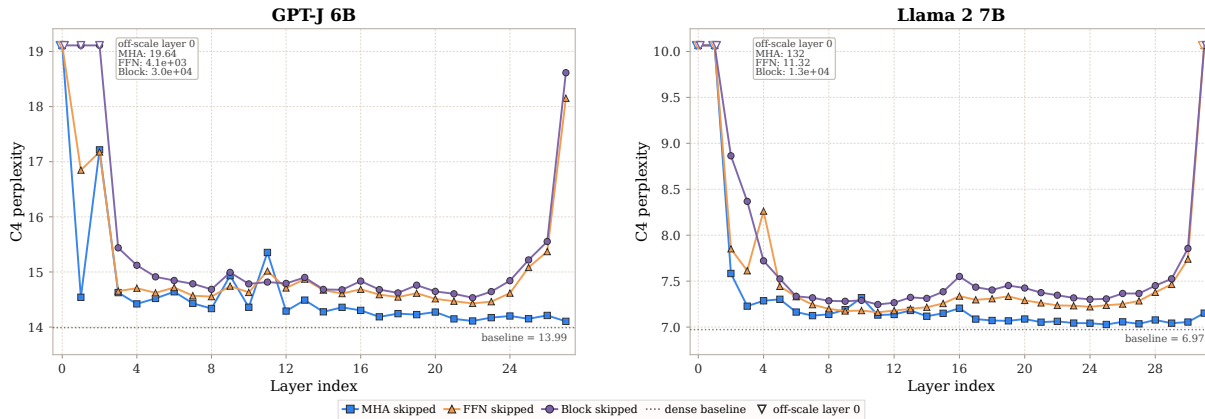 GPT-J 6B
C4 perplexity
19
18
17
16
15
14
off-scale layer 0
MHA: 19.64
FFN: 4.1e+03
Block: 3.0e+04
baseline = 13.99
0
4
8
12
16
20
24
Layer index
Llama 2 7B
C4 perplexity
10.0
9.5
9.0
8.5
8.0
7.5
7.0
off-scale layer 0
MHA: 132
FFN: 11.32
Block: 1.3e+04
baseline = 6.97
0
4
8
12
16
20
24
28
Layer index
MHA skipped
FFN skipped
Block skipped
dense baseline
off-scale layer 0